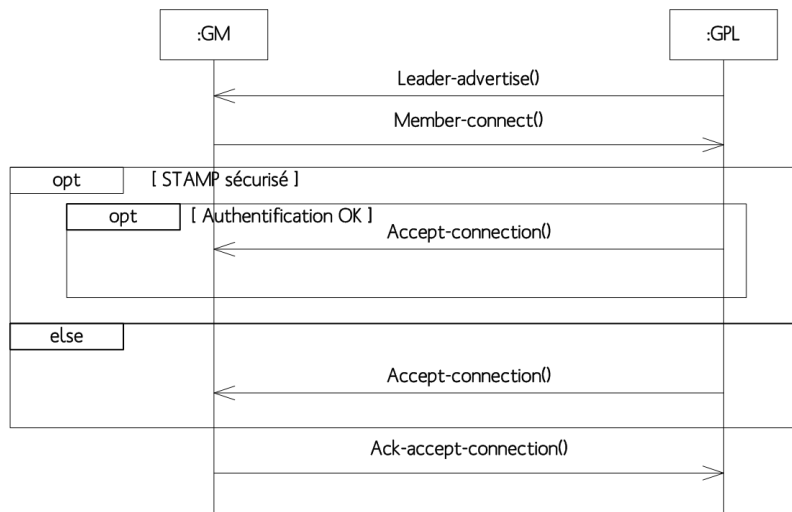 :GM
:GPL
Leader-advertise()
Member-connect()
opt [ STAMP sécurisé ]
opt [ Authentification OK ]
Accept-connection()
else
Accept-connection()
Ack-accept-connection()